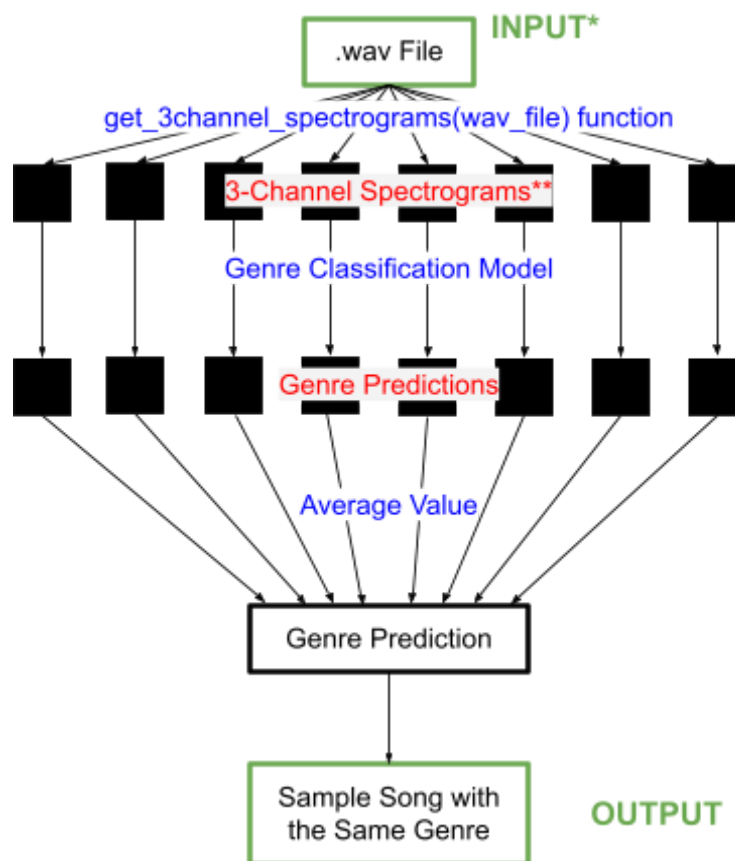 INPUT*
.wav File
get_3channel_spectrograms(wav_file) function
3-Channel Spectrograms**
Genre Classification Model
Genre Predictions
Average Value
Genre Prediction
Sample Song with
the Same Genre
OUTPUT